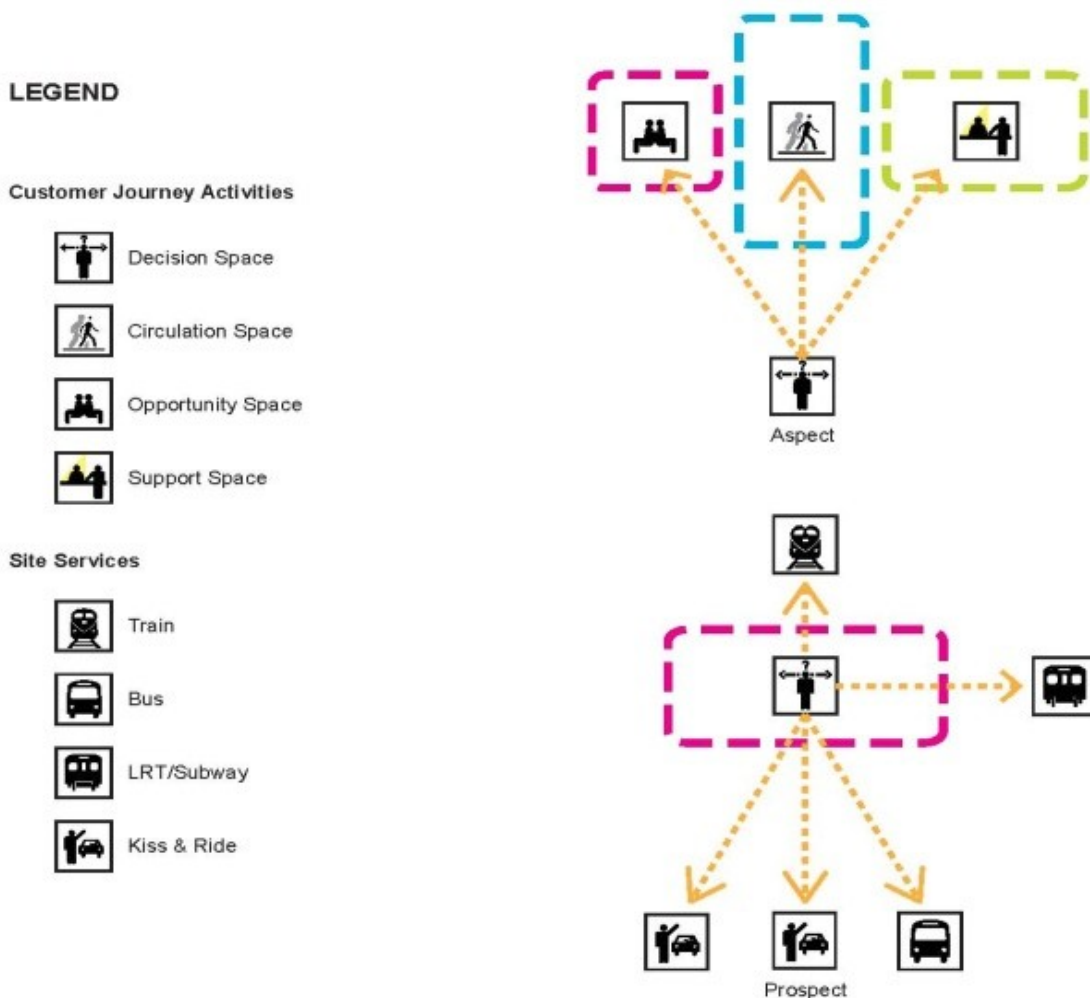 LEGEND
Customer Journey Activities
Decision Space
Circulation Space
Opportunity Space
Support Space
Site Services
Train
Bus
LRT/Subway
Kiss & Ride
?
Aspect
?
Prospect